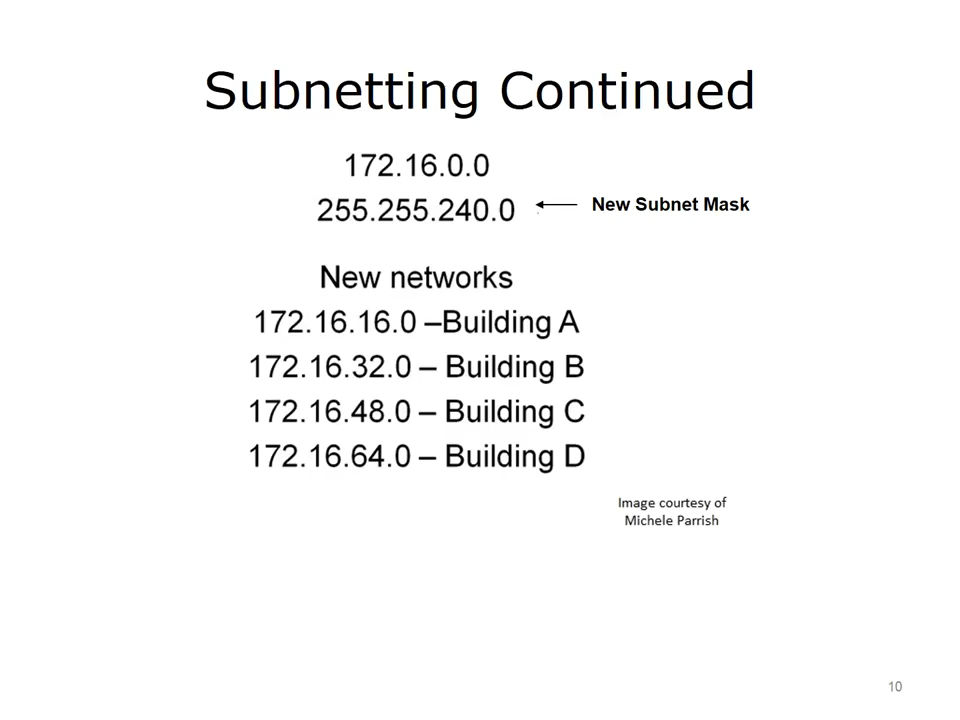 Subnetting Continued
172.16.0.0
255.255.240.0
New Subnet Mask
New networks
172.16.16.0 –Building A
172.16.32.0 – Building B
172.16.48.0 – Building C
172.16.64.0 – Building D
Image courtesy of
Michele Parrish
10